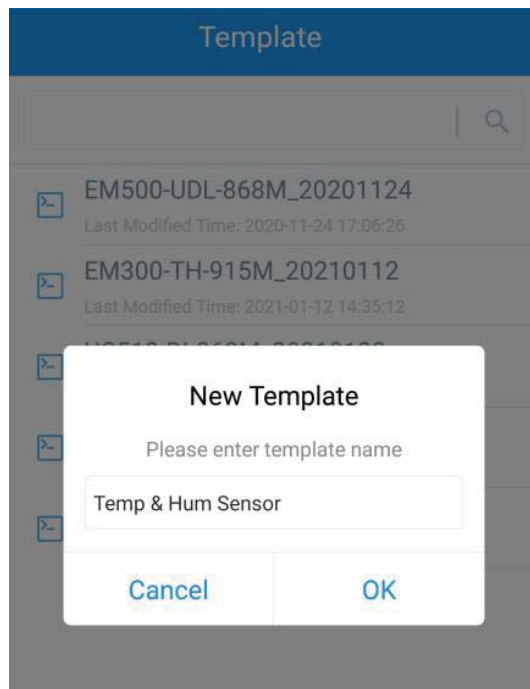 Template
EM500-UDL-868M_20201124
Last Modified Time: 2020-11-24 17:06:26
EM300-TH-915M_20210112
Last Modified Time: 2021-01-12 14:35:12
New Template
Please enter template name
Temp & Hum Sensor
Cancel
OK